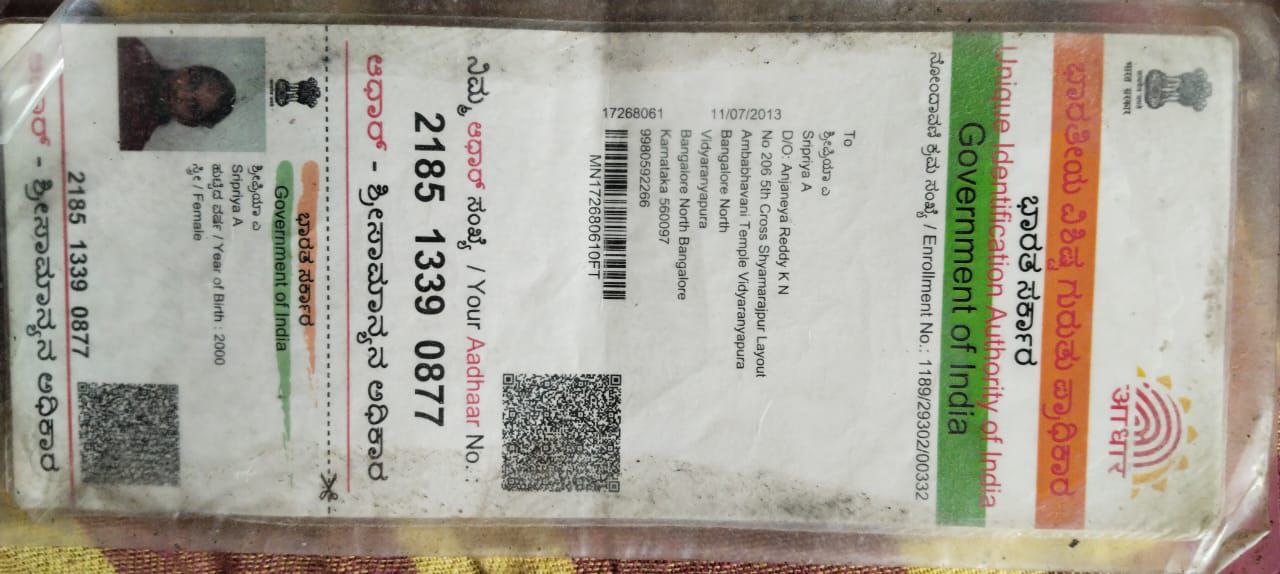 भारत सरकार
आधार
ಭಾರತೀಯ ವಿಶಿಷ್ಟ ಗುರುತು ಪ್ರಾಧಿಕಾರ
ಭಾರತ ಸರ್ಕಾರ
Unique Identification Authority of India
Government of India
ನೋಂದಾವಣೆ ಕ್ರಮ ಸಂಖ್ಯೆ / Enrollment No.: 1189/29302/00332
To
ಶ್ರೀಪ್ರಿಯಾ ಎ
Sripriya A
D/O: Anjaneya Reddy K N
No 206 5th Cross Shyamarajpur Layout
Ambabhavani Temple Vidyaranyapura
Bangalore North
Vidyaranyapura
Bangalore North Bangalore
Karnataka 560097
9980592266
11/07/2013
17268061
MN172680610FT
ನಿಮ್ಮ ಆಧಾರ್ ಸಂಖ್ಯೆ / Your Aadhaar No.:
2185 1339 0877
ಆಧಾರ್ - ಶ್ರೀಸಾಮಾನ್ಯನ ಅಧಿಕಾರ
ಭಾರತ ಸರ್ಕಾರ
Government of India
ಶ್ರೀಪ್ರಿಯಾ ಎ
Sripriya A
ಹುಟ್ಟಿದ ವರ್ಷ / Year of Birth : 2000
ಸ್ತ್ರೀ / Female
2185 1339 0877
ಆಧಾರ್ - ಶ್ರೀಸಾಮಾನ್ಯನ ಅಧಿಕಾರ